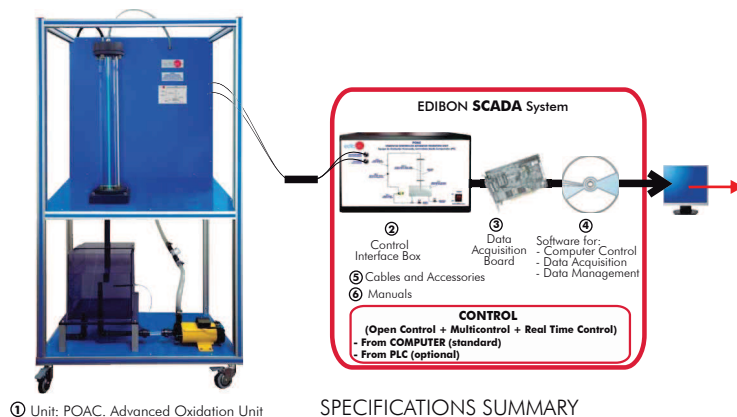 EDIBON SCADA System
②
Control
Interface Box
③
Data
Acquisition
Board
④
Software for:
- Computer Control
- Data Acquisition
- Data Management
⑤ Cables and Accessories
⑥ Manuals
CONTROL
(Open Control + Multicontrol + Real Time Control)
- From COMPUTER (standard)
- From PLC (optional)
① Unit: POAC. Advanced Oxidation Unit
SPECIFICATIONS SUMMARY